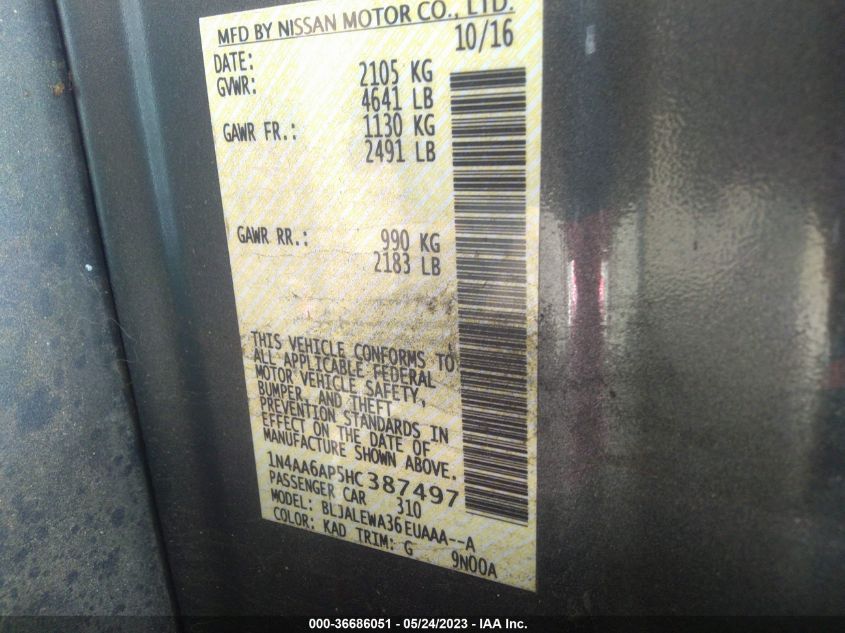 MFD BY NISSAN MOTOR CO., LTD.
DATE: 10/16
GVWR: 2105 KG
4641 LB
GAWR FR.: 1130 KG
2491 LB
GAWR RR.: 990 KG
2183 LB
THIS VEHICLE CONFORMS TO
ALL APPLICABLE FEDERAL
MOTOR VEHICLE SAFETY,
BUMPER, AND THEFT
PREVENTION STANDARDS IN
EFFECT ON THE DATE OF
MANUFACTURE SHOWN ABOVE.
1N4AA6AP5HC387497
PASSENGER CAR 310
MODEL: BLJALEWA36EUAAA--A
COLOR: KAD TRIM: G 9N00A
000-36686051 - 05/24/2023 - IAA Inc.